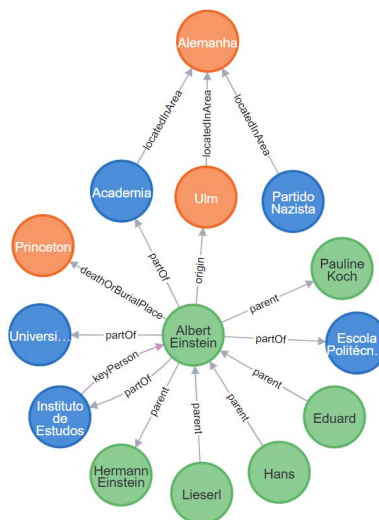 Alemanha
locatedInArea
locatedInArea
locatedInArea
Academia
Ulm
Partido
Nazista
Princeton
partOf
origin
Pauline
Koch
deathOrBurialPlace
parent
Universi...
partOf
Albert
Einstein
partOf
Escola
Politécn...
keyPerson
partOf
parent
Instituto
de
Estudos
parent
parent
parent
Eduard
Hermann
Einstein
Lieserl
Hans